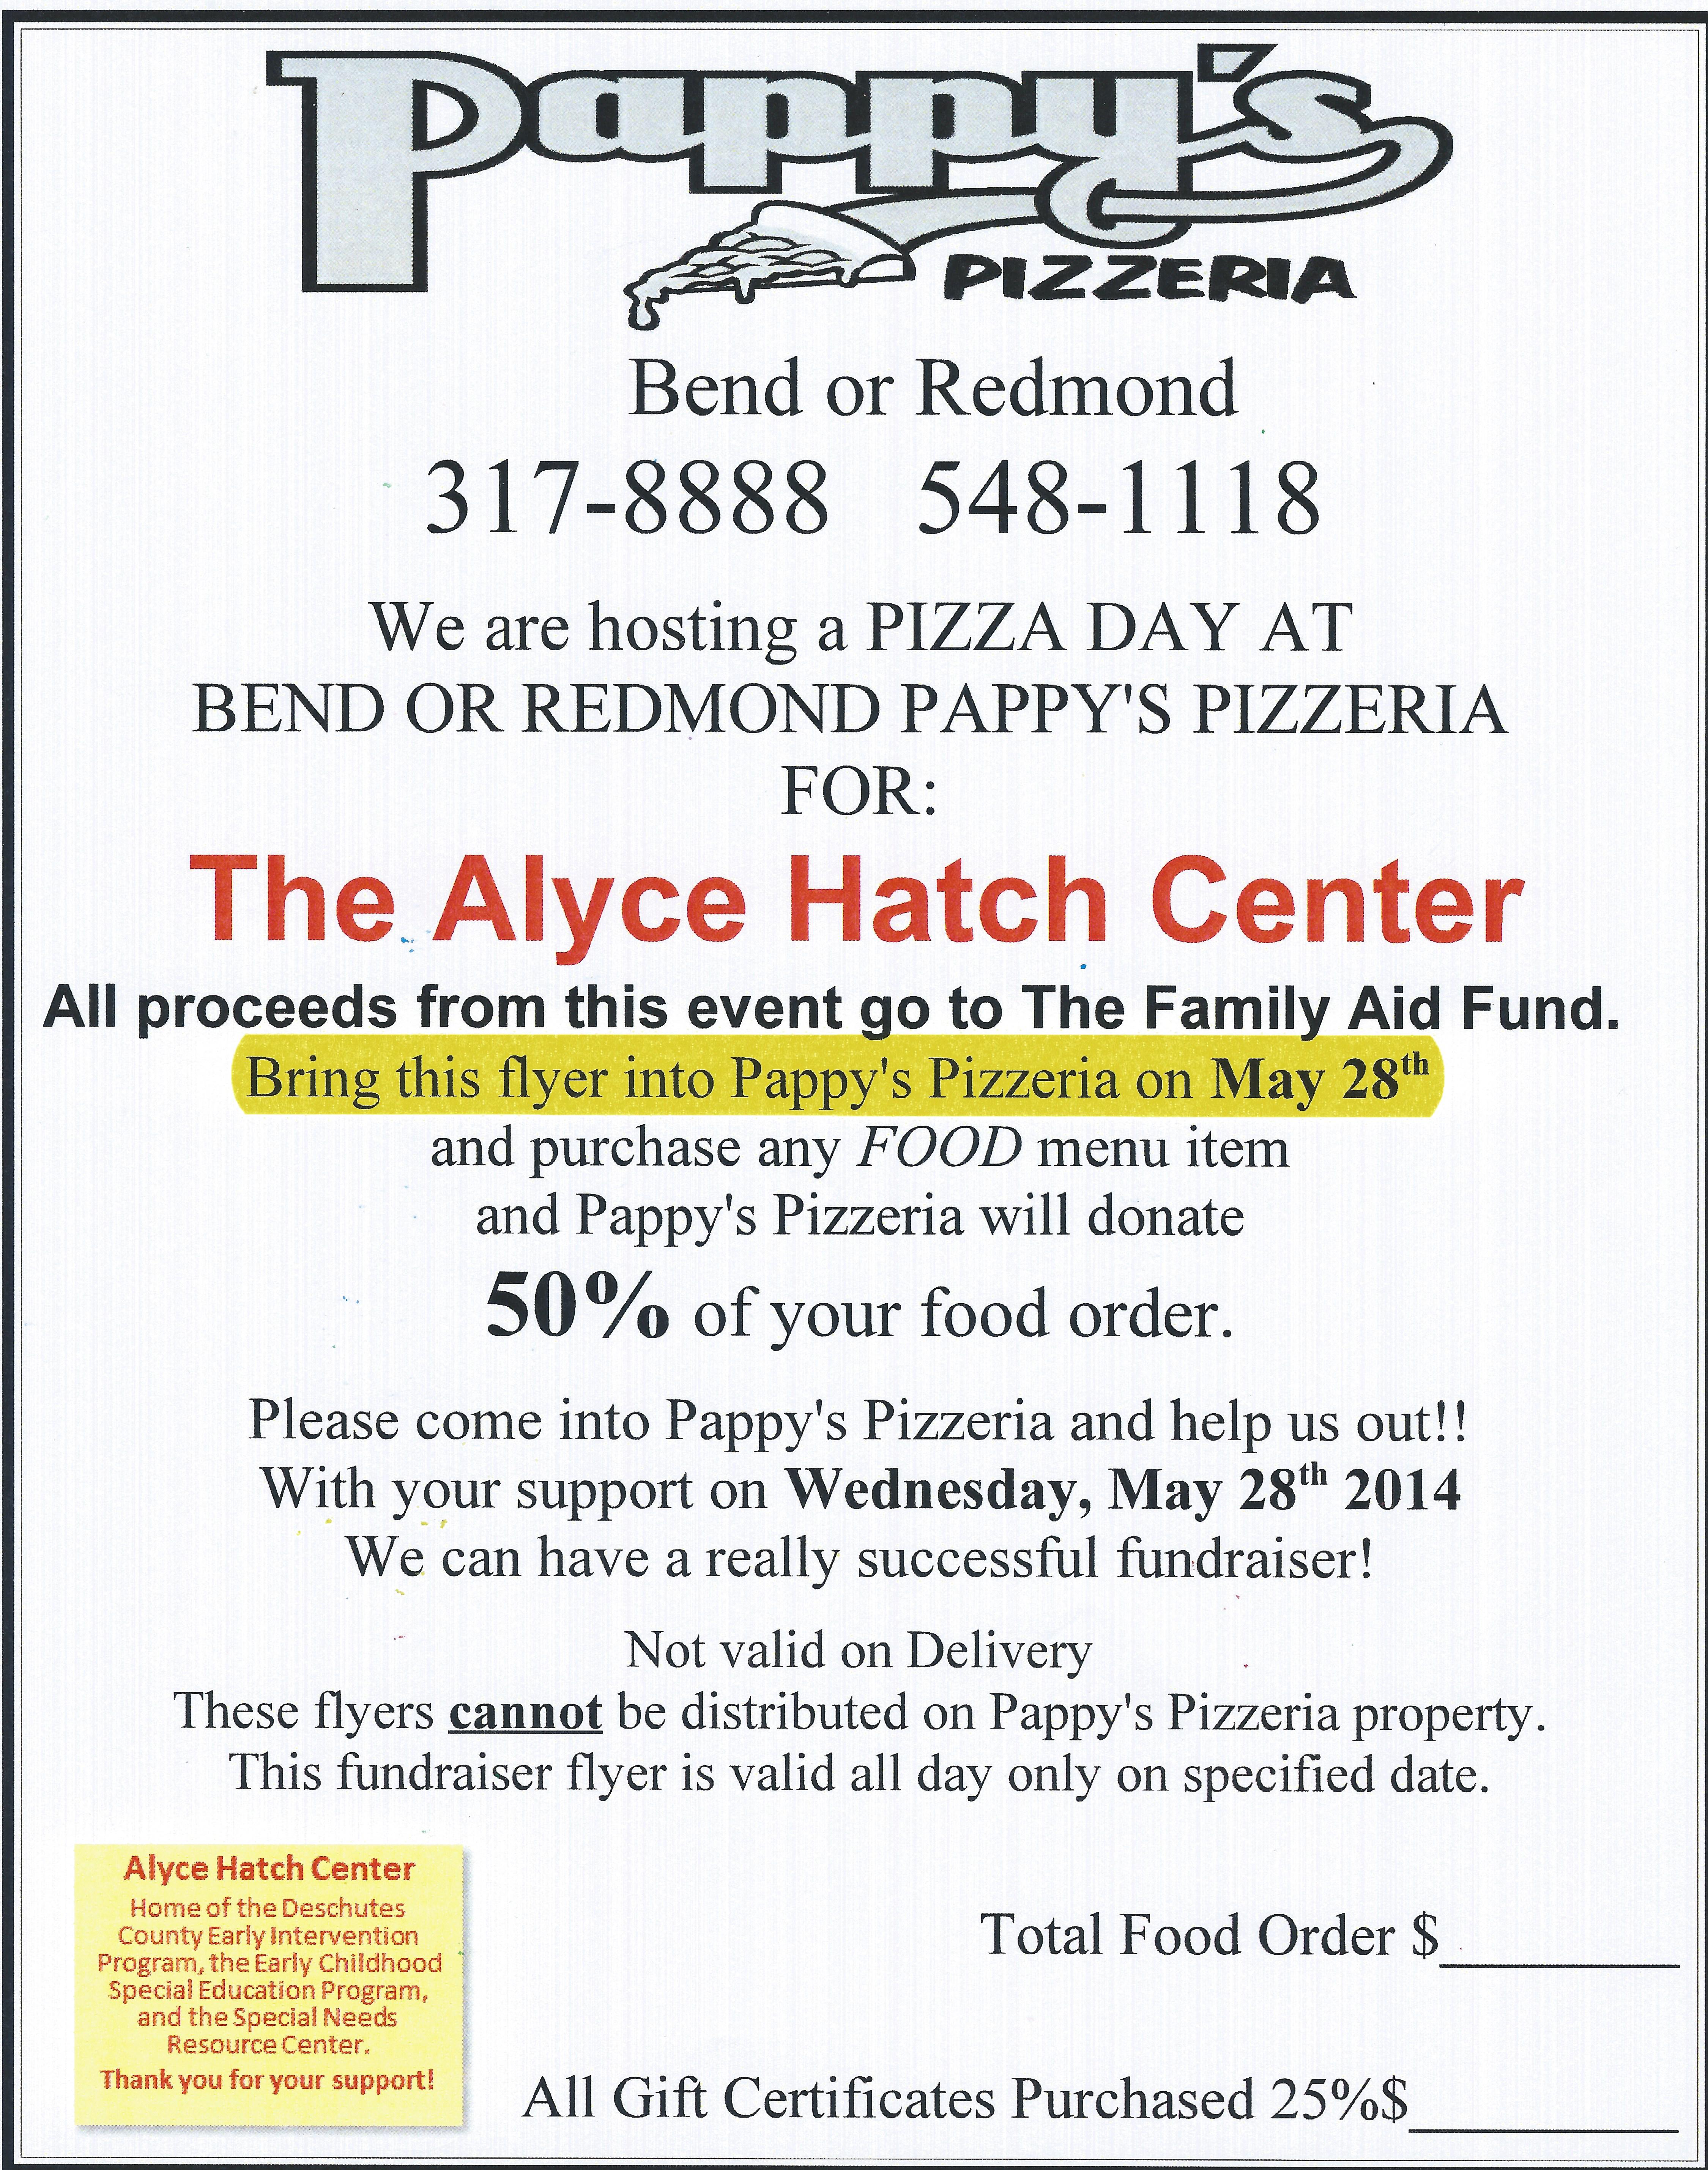 Pappy's
PIZZERIA
Bend or Redmond
317-8888 548-1118
We are hosting a PIZZA DAY AT
BEND OR REDMOND PAPPY'S PIZZERIA
FOR:
The Alyce Hatch Center
All proceeds from this event go to The Family Aid Fund.
Bring this flyer into Pappy's Pizzeria on May 28th
and purchase any FOOD menu item
and Pappy's Pizzeria will donate
50% of your food order.
Please come into Pappy's Pizzeria and help us out!!
With your support on Wednesday, May 28th 2014
We can have a really successful fundraiser!
Not valid on Delivery
These flyers cannot be distributed on Pappy's Pizzeria property.
This fundraiser flyer is valid all day only on specified date.
Alyce Hatch Center
Home of the Deschutes
County Early Intervention
Program, the Early Childhood
Special Education Program,
and the Special Needs
Resource Center.
Thank you for your support!
Total Food Order $
All Gift Certificates Purchased 25%$